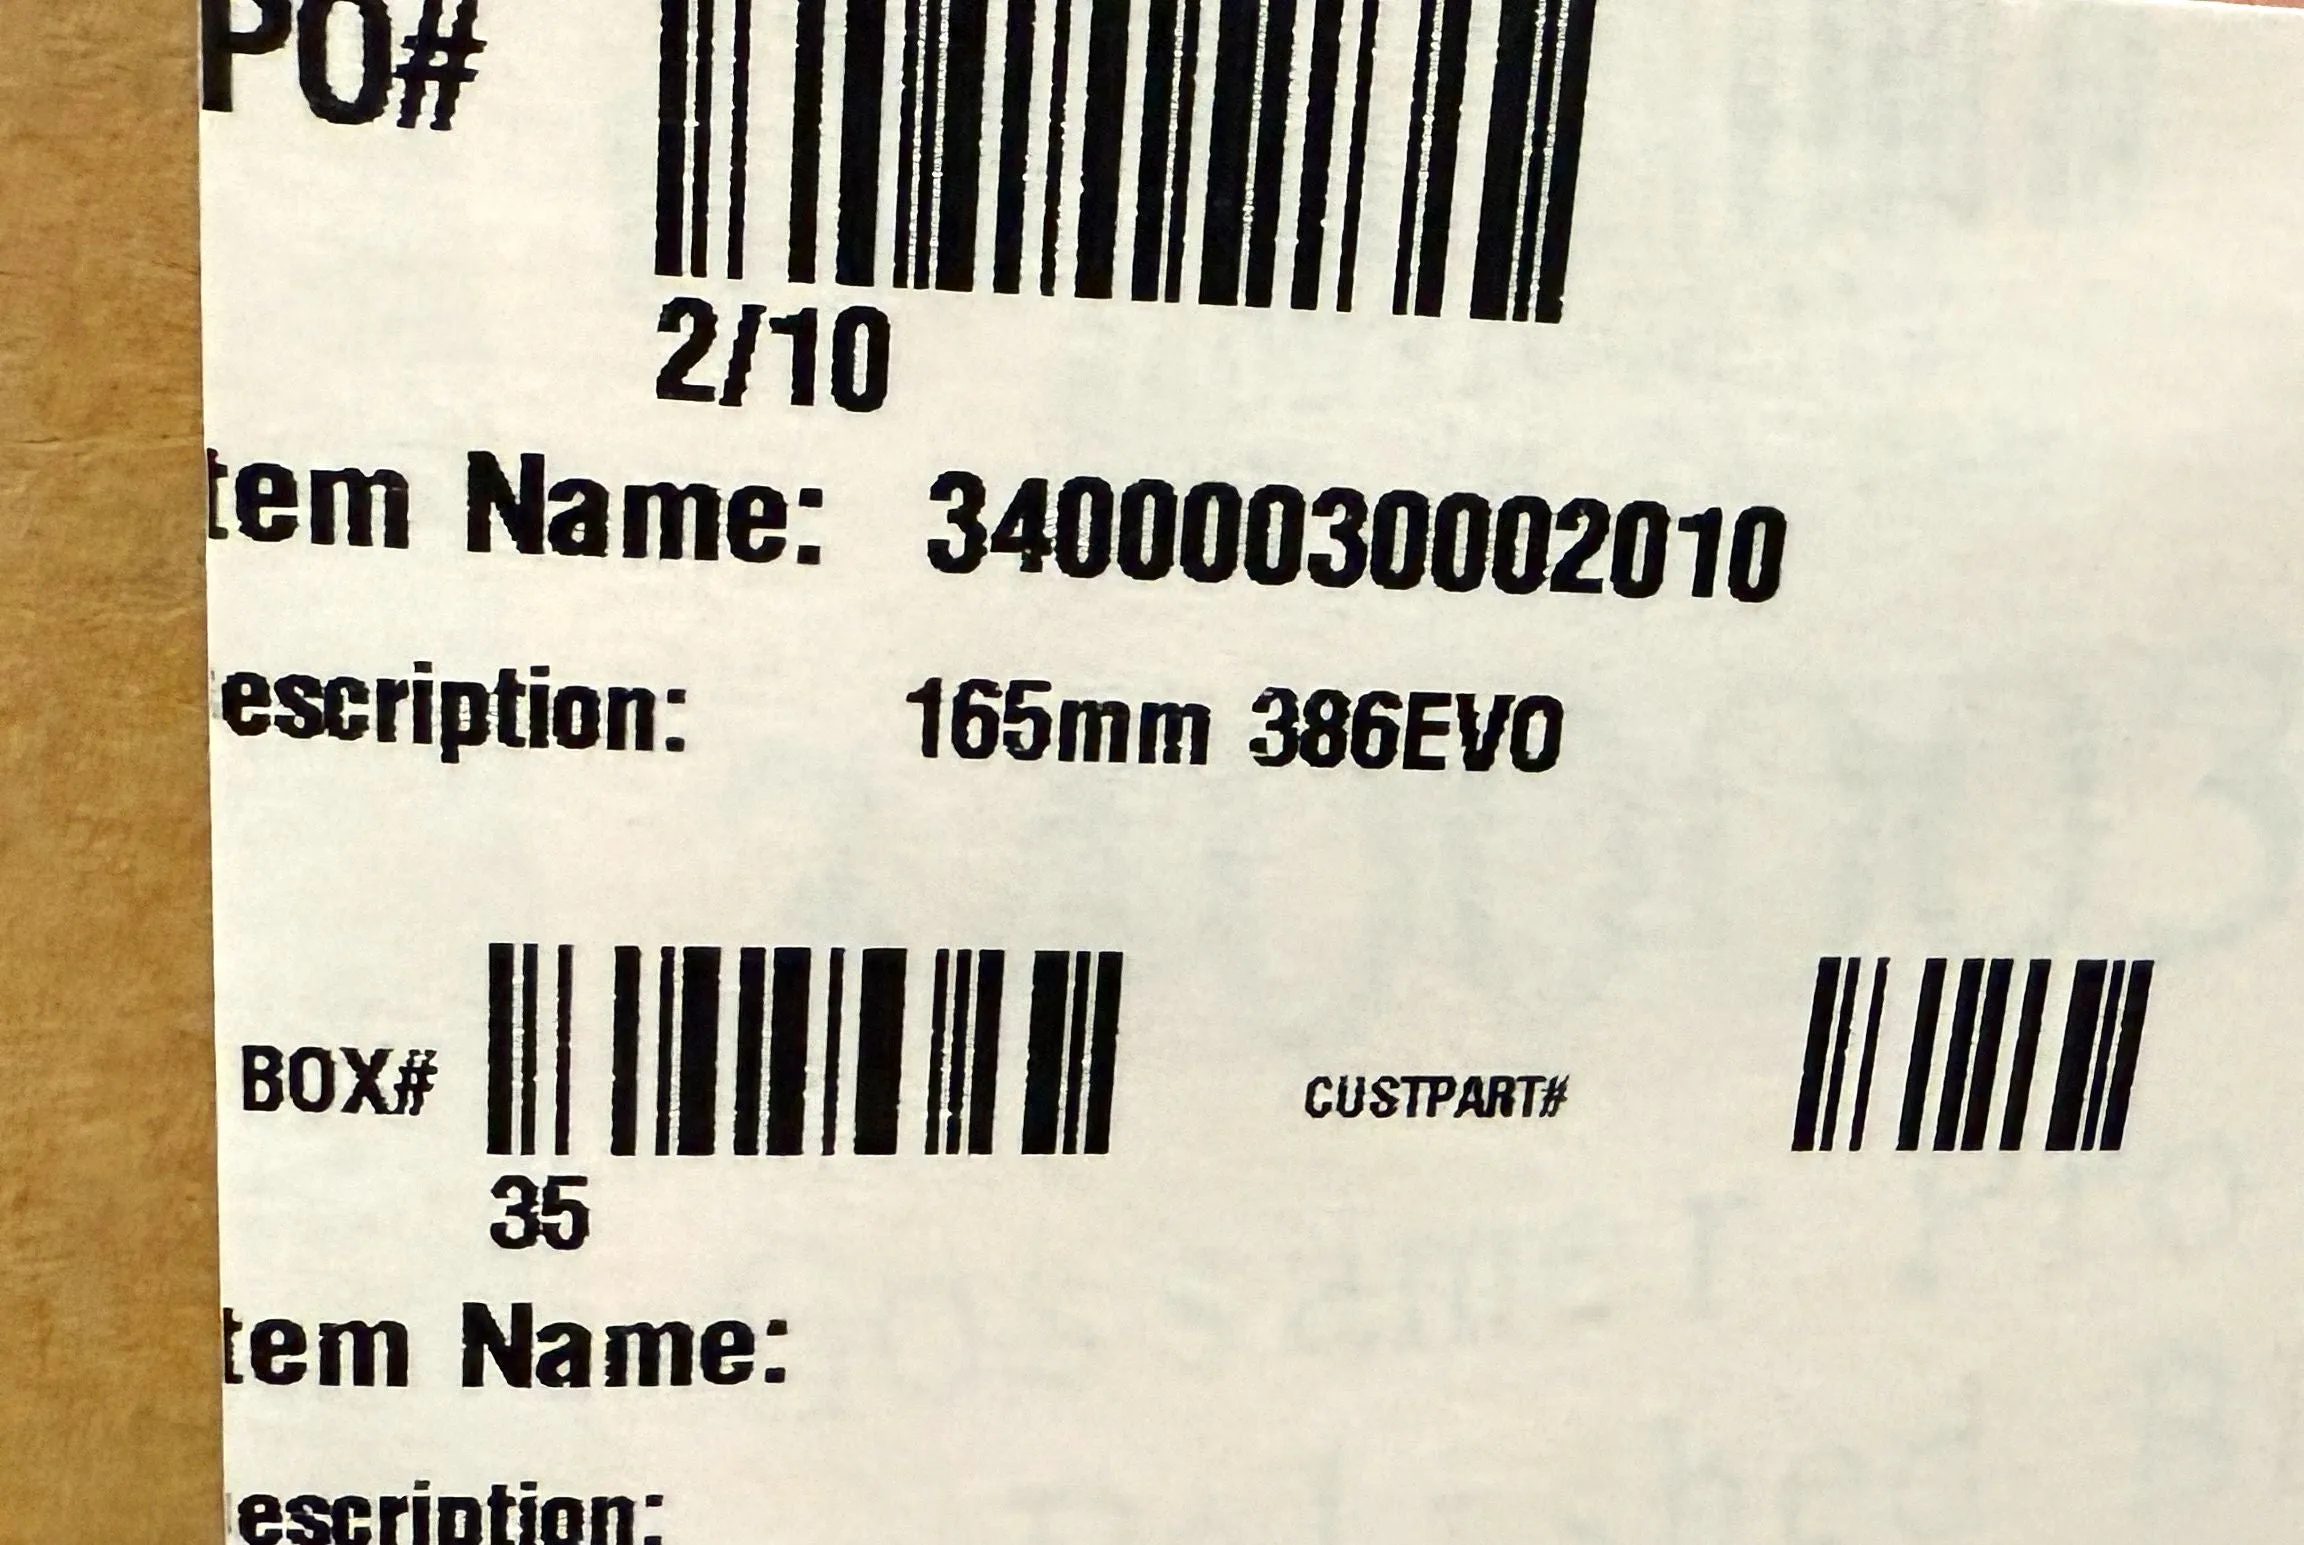 PO#
2/10
tem Name: 34000030002010
escription: 165mm 386EVO
BOX# CUSTPART#
35
tem Name:
escription: